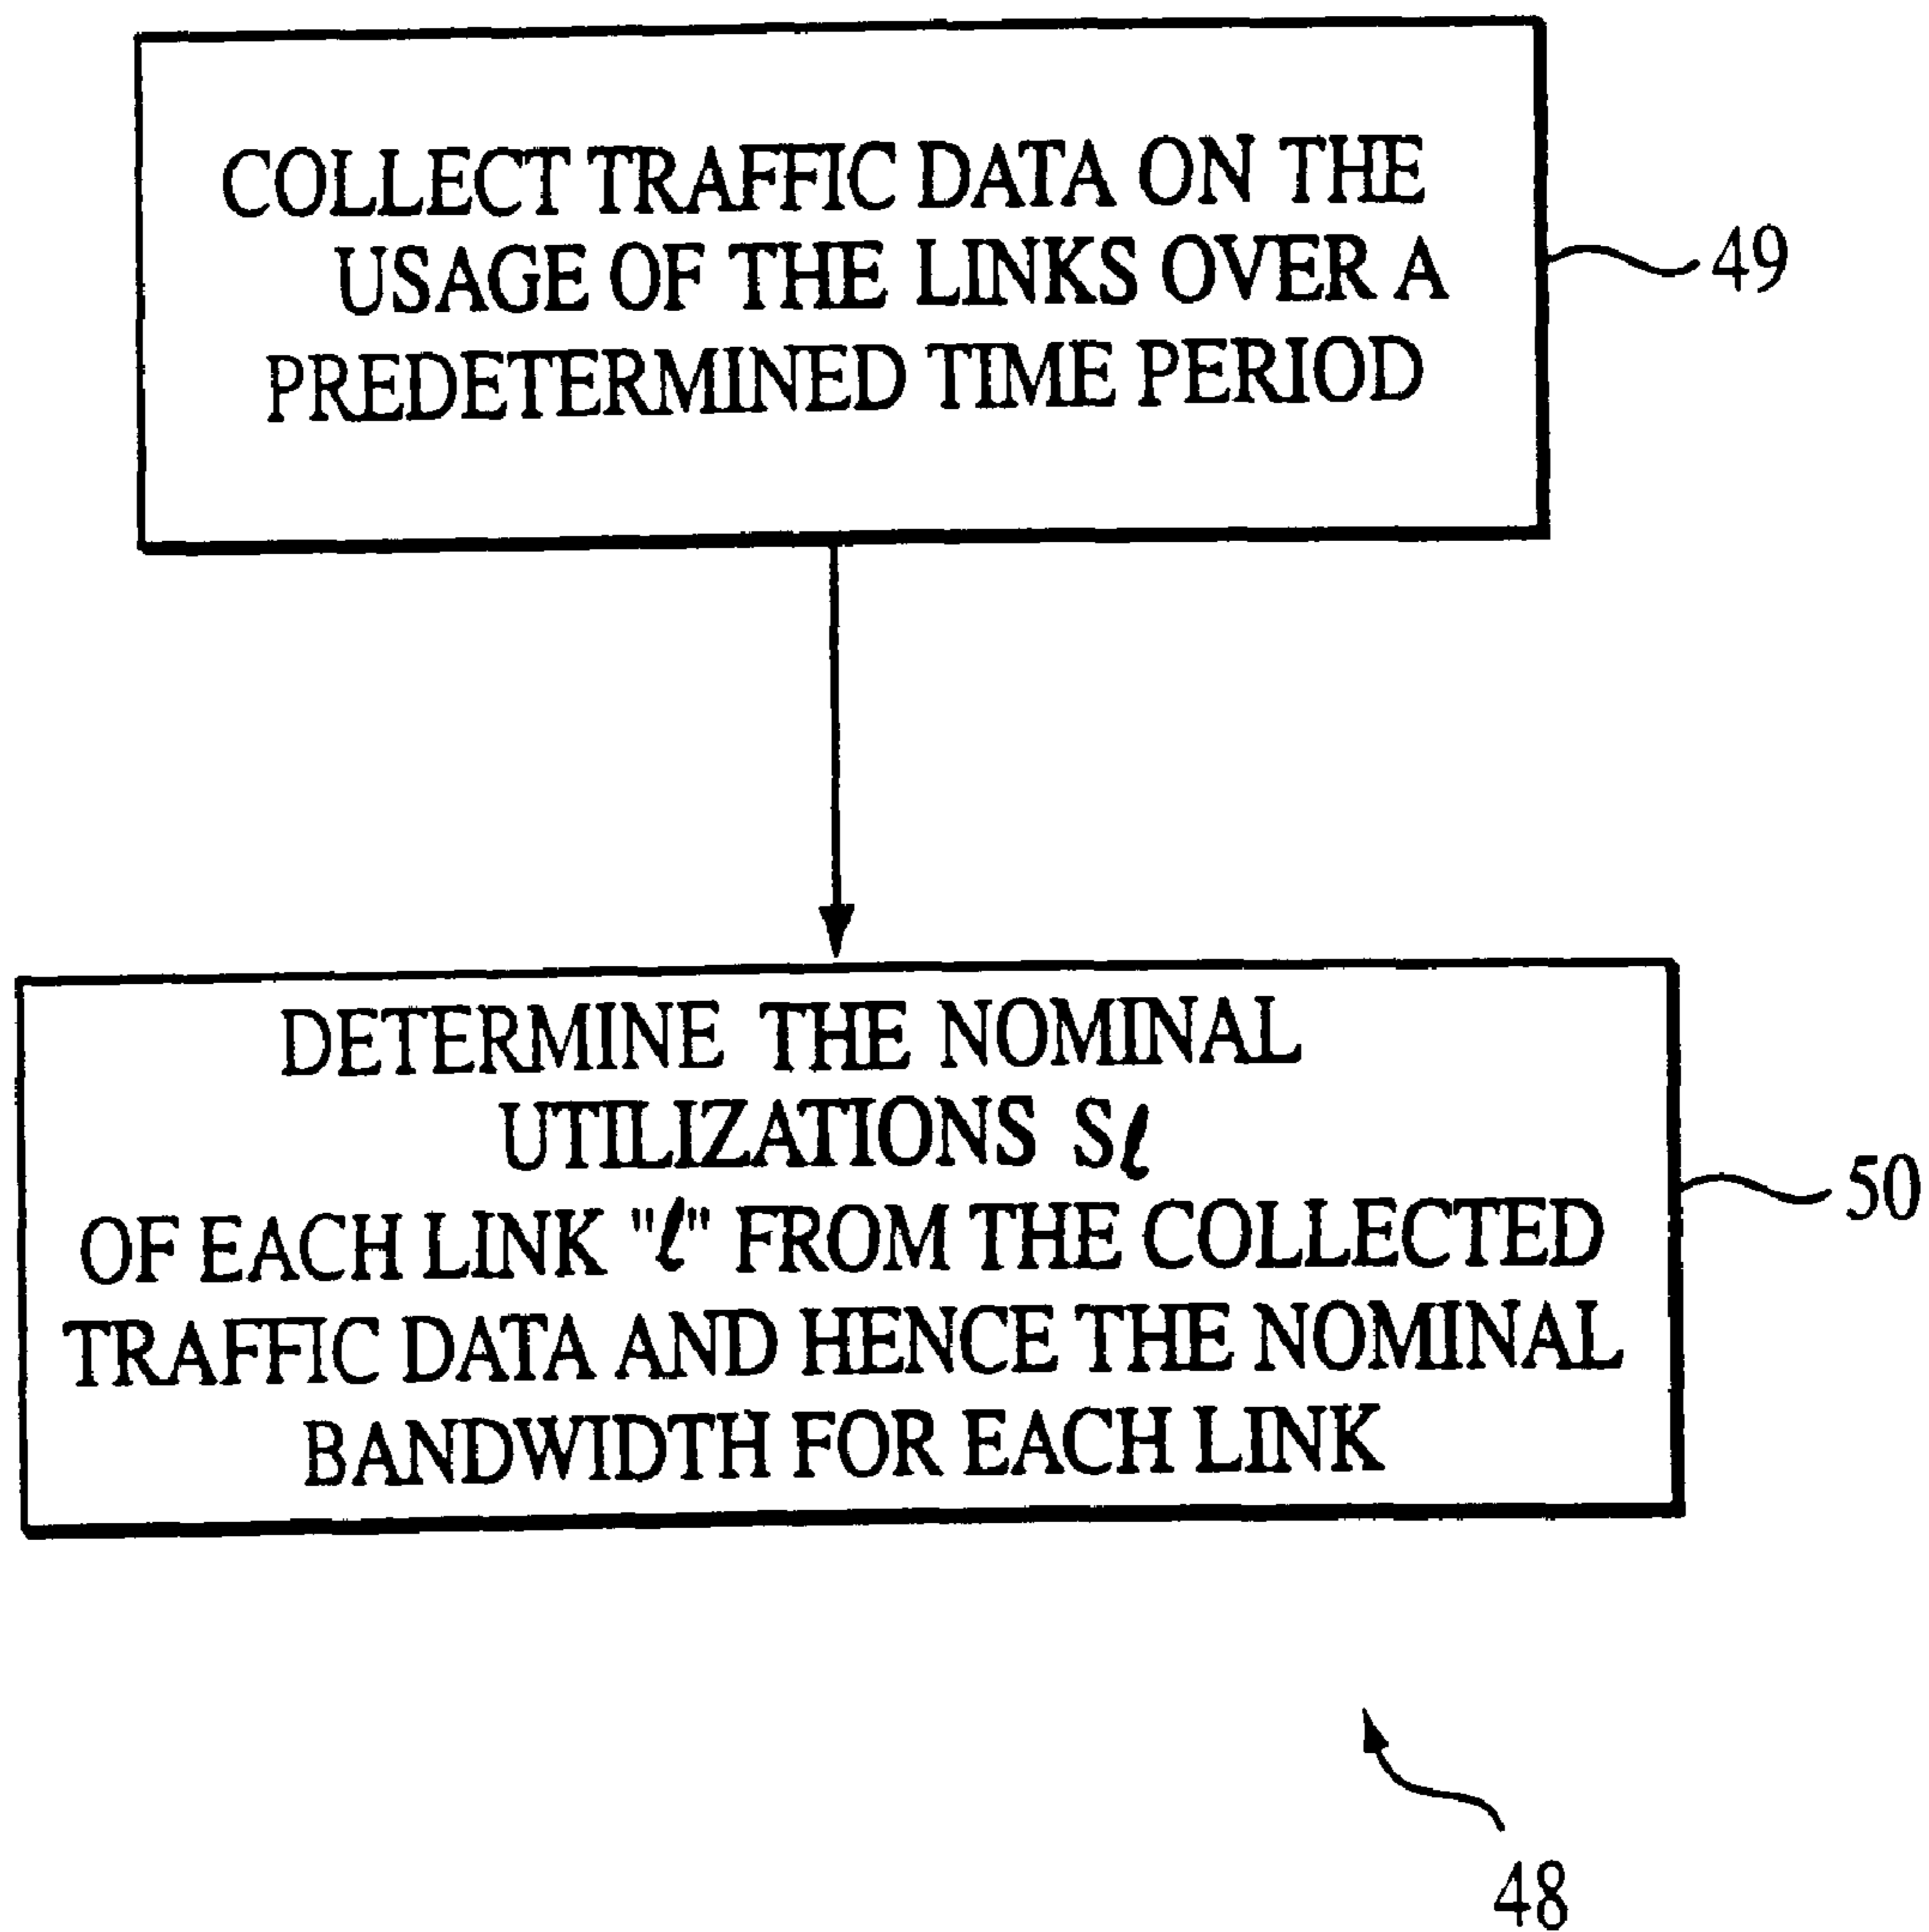 COLLECT TRAFFIC DATA ON THE
USAGE OF THE LINKS OVER A
PREDETERMINED TIME PERIOD
49
DETERMINE THE NOMINAL
UTILIZATIONS Sℓ
OF EACH LINK "ℓ" FROM THE COLLECTED
TRAFFIC DATA AND HENCE THE NOMINAL
BANDWIDTH FOR EACH LINK
50
48